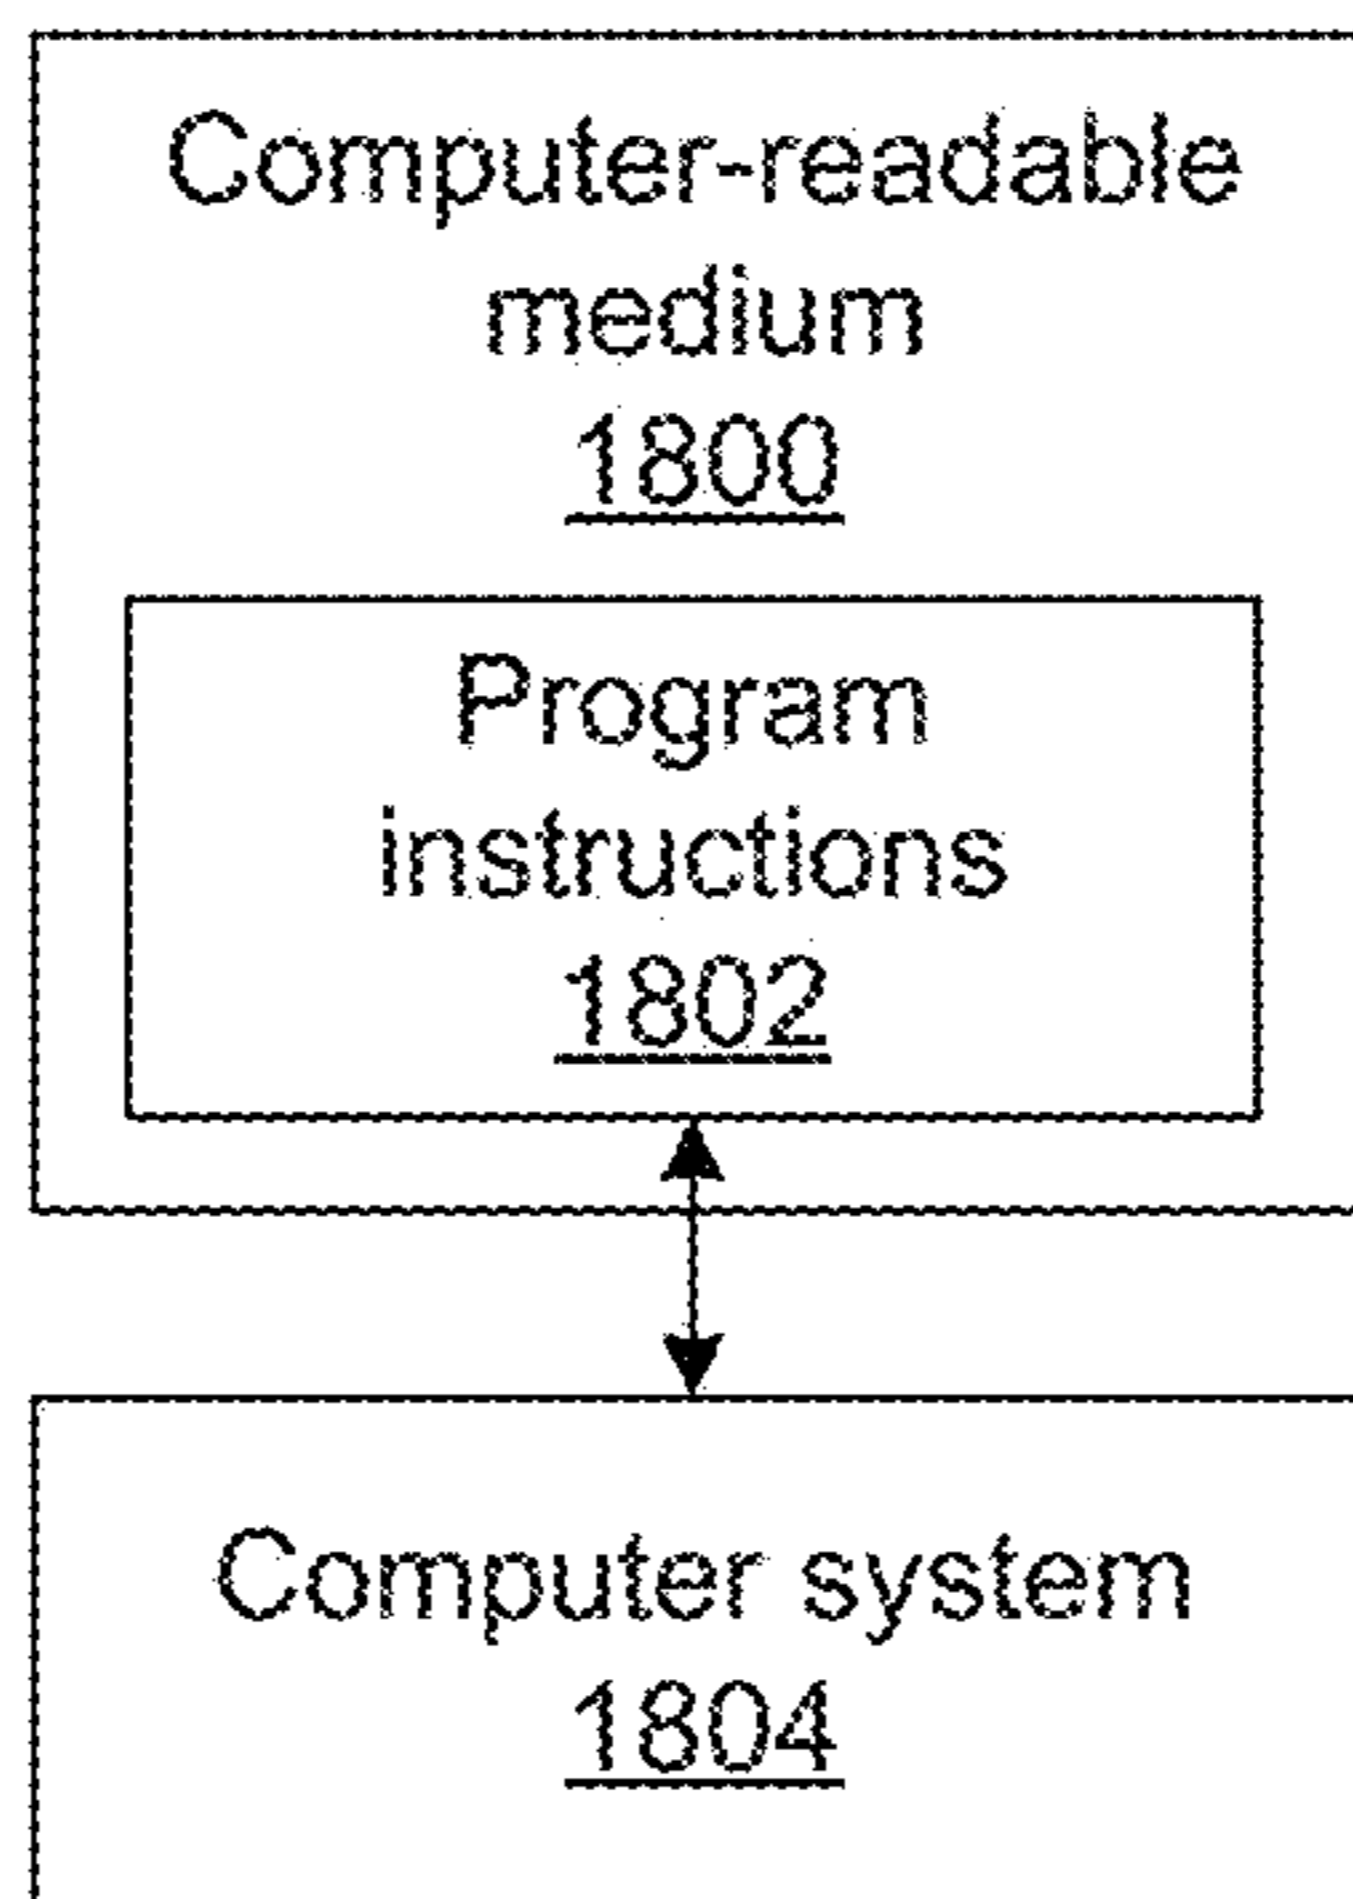 Computer-readable
medium
1800
Program
instructions
1802
Computer system
1804